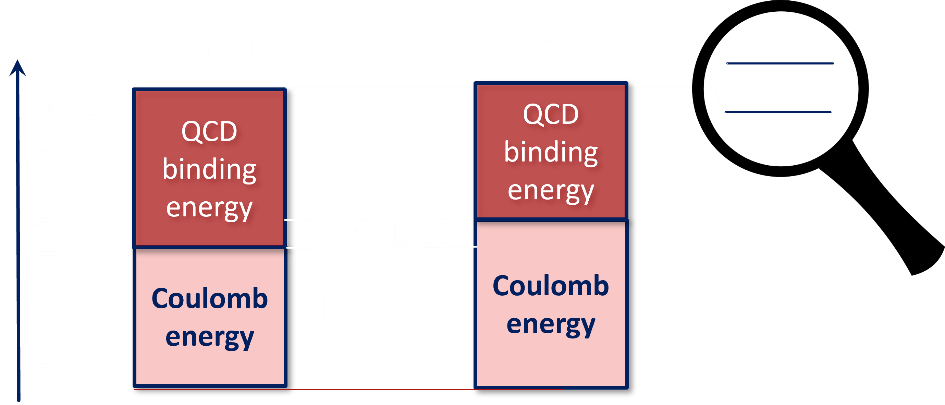 QCD
binding
energy
Coulomb
energy
QCD
binding
energy
Coulomb
energy